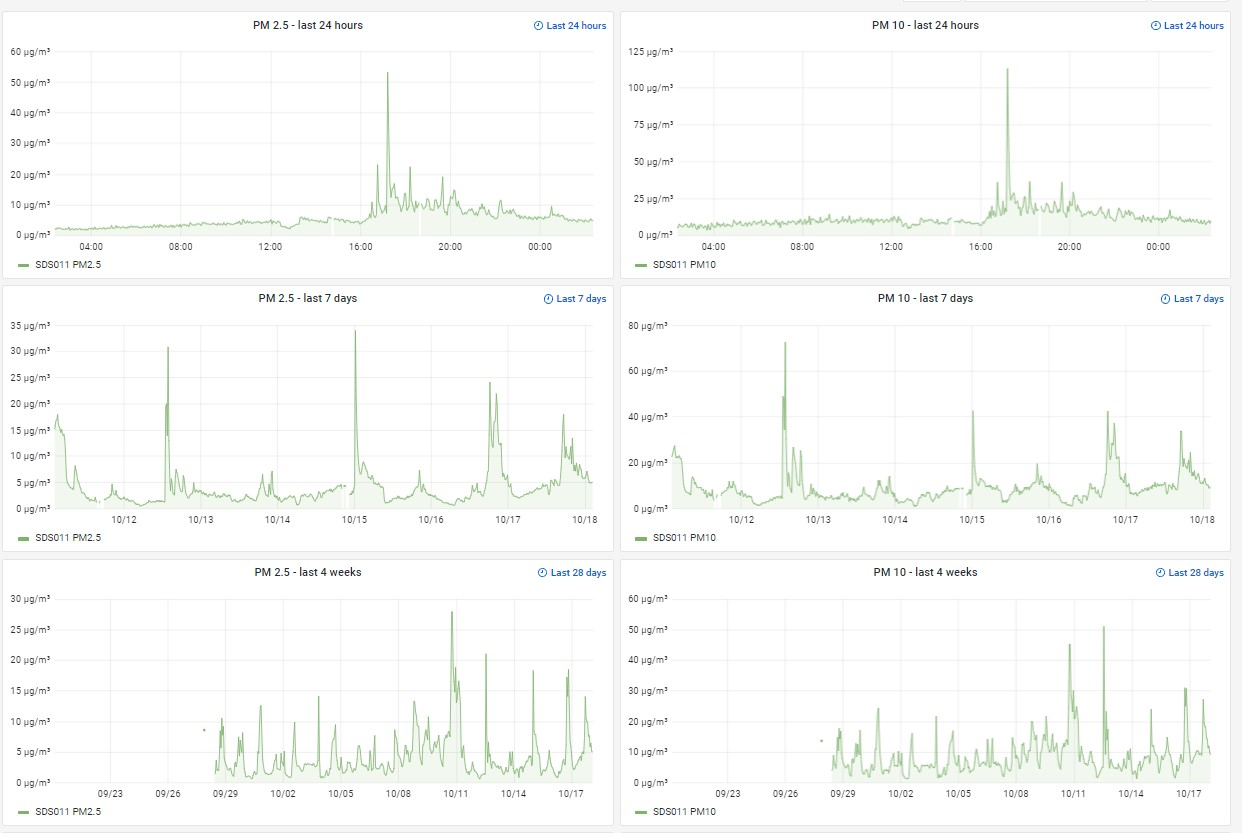 PM 2.5 - last 24 hours
Last 24 hours
60 µg/m³
50 µg/m³
40 µg/m³
30 µg/m³
20 µg/m³
10 µg/m³
0 µg/m³
04:00 08:00 12:00 16:00 20:00 00:00
SDS011 PM2.5
PM 10 - last 24 hours
Last 24 hours
125 µg/m³
100 µg/m³
75 µg/m³
50 µg/m³
25 µg/m³
0 µg/m³
04:00 08:00 12:00 16:00 20:00 00:00
SDS011 PM10
PM 2.5 - last 7 days
Last 7 days
35 µg/m³
30 µg/m³
25 µg/m³
20 µg/m³
15 µg/m³
10 µg/m³
5 µg/m³
0 µg/m³
10/12 10/13 10/14 10/15 10/16 10/17 10/18
SDS011 PM2.5
PM 10 - last 7 days
Last 7 days
80 µg/m³
60 µg/m³
40 µg/m³
20 µg/m³
0 µg/m³
10/12 10/13 10/14 10/15 10/16 10/17 10/18
SDS011 PM10
PM 2.5 - last 4 weeks
Last 28 days
30 µg/m³
25 µg/m³
20 µg/m³
15 µg/m³
10 µg/m³
5 µg/m³
0 µg/m³
09/23 09/26 09/29 10/02 10/05 10/08 10/11 10/14 10/17
SDS011 PM2.5
PM 10 - last 4 weeks
Last 28 days
60 µg/m³
50 µg/m³
40 µg/m³
30 µg/m³
20 µg/m³
10 µg/m³
0 µg/m³
09/23 09/26 09/29 10/02 10/05 10/08 10/11 10/14 10/17
SDS011 PM10